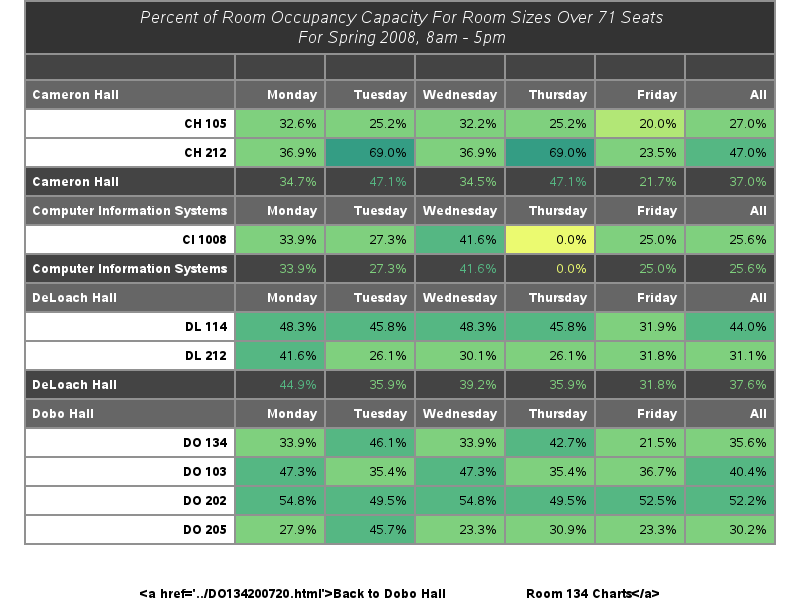 Percent of Room Occupancy Capacity For Room Sizes Over 71 Seats
For Spring 2008, 8am - 5pm
Cameron Hall Monday Tuesday Wednesday Thursday Friday All
CH 105 32.6% 25.2% 32.2% 25.2% 20.0% 27.0%
CH 212 36.9% 69.0% 36.9% 69.0% 23.5% 47.0%
Cameron Hall 34.7% 47.1% 34.5% 47.1% 21.7% 37.0%
Computer Information Systems Monday Tuesday Wednesday Thursday Friday All
CI 1008 33.9% 27.3% 41.6% 0.0% 25.0% 25.6%
Computer Information Systems 33.9% 27.3% 41.6% 0.0% 25.0% 25.6%
DeLoach Hall Monday Tuesday Wednesday Thursday Friday All
DL 114 48.3% 45.8% 48.3% 45.8% 31.9% 44.0%
DL 212 41.6% 26.1% 30.1% 26.1% 31.8% 31.1%
DeLoach Hall 44.9% 35.9% 39.2% 35.9% 31.8% 37.6%
Dobo Hall Monday Tuesday Wednesday Thursday Friday All
DO 134 33.9% 46.1% 33.9% 42.7% 21.5% 35.6%
DO 103 47.3% 35.4% 47.3% 35.4% 36.7% 40.4%
DO 202 54.8% 49.5% 54.8% 49.5% 52.5% 52.2%
DO 205 27.9% 45.7% 23.3% 30.9% 23.3% 30.2%
<a href='../DO134200720.html'>Back to Dobo Hall Room 134 Charts</a>